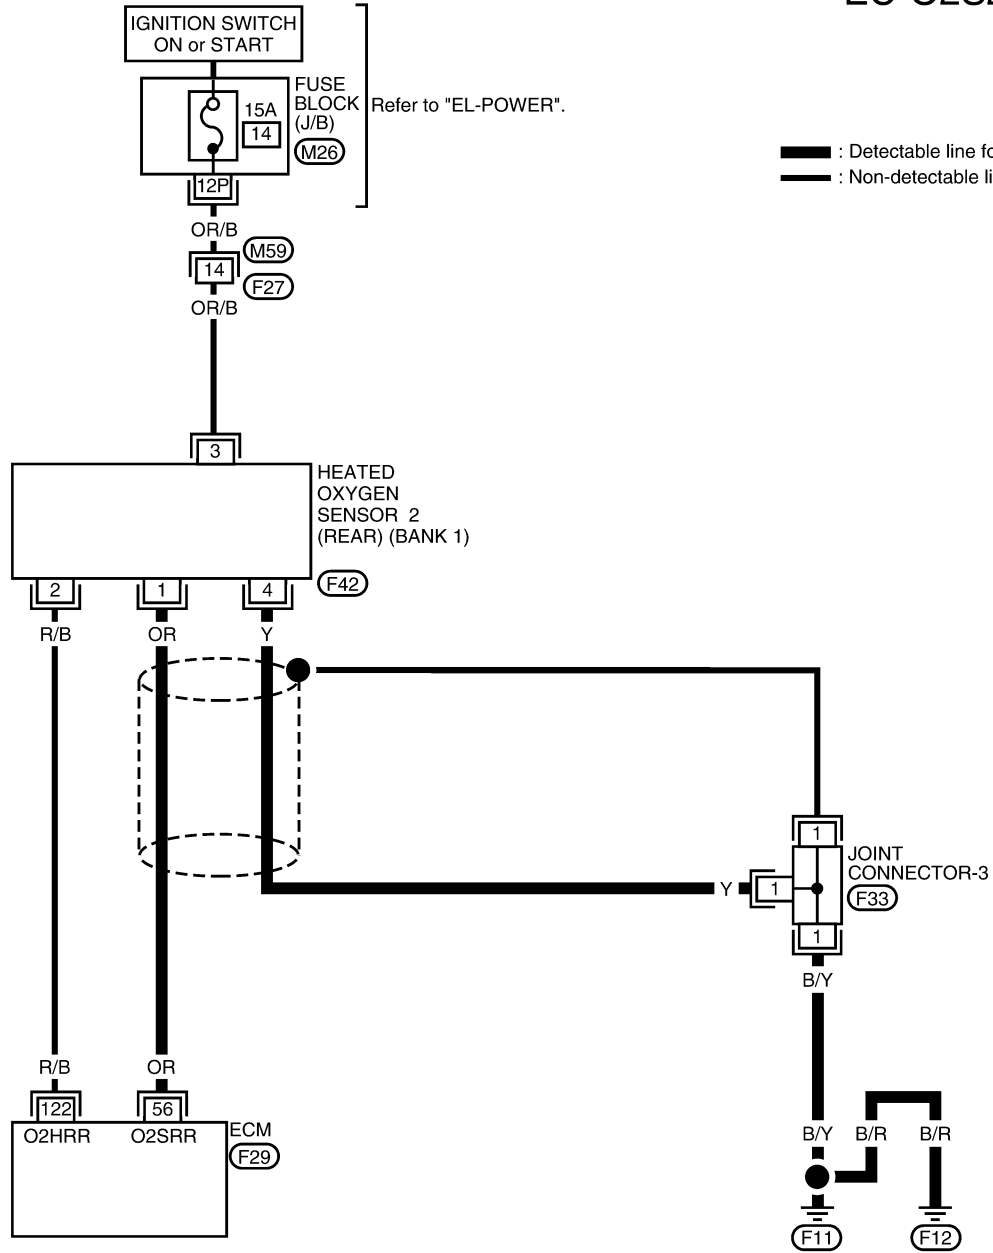 IGNITION SWITCH
ON or START
FUSE
BLOCK
(J/B)
Refer to "EL-POWER".
15A
14
M26
12P
: Detectable line
: Non-detectable
OR/B
M59
14
F27
OR/B
3
HEATED
OXYGEN
SENSOR 2
(REAR) (BANK 1)
2
1
4
F42
R/B
OR
Y
1
JOINT
CONNECTOR-3
Y
1
F33
1
B/Y
R/B
OR
122
56
O2HRR
O2SRR
ECM
F29
B/Y
B/R
B/R
F11
F12